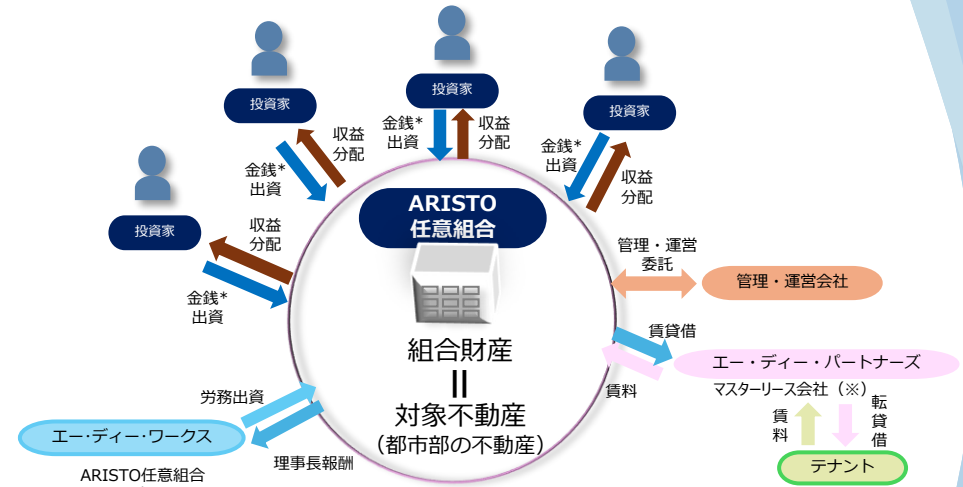 投資家
投資家
投資家
投資家
金銭*
出資
収益
分配
金銭*
出資
収益
分配
金銭*
出資
収益
分配
金銭*
出資
収益
分配
ARISTO
任意組合
組合財産
||
対象不動産
（都市部の不動産）
管理・運営
委託
管理・運営会社
賃貸借
賃料
エー・ディー・パートナーズ
マスターリース会社（※）
賃
料
転
貸
借
テナント
労務出資
エー・ディー・ワークス
理事長報酬
ARISTO任意組合